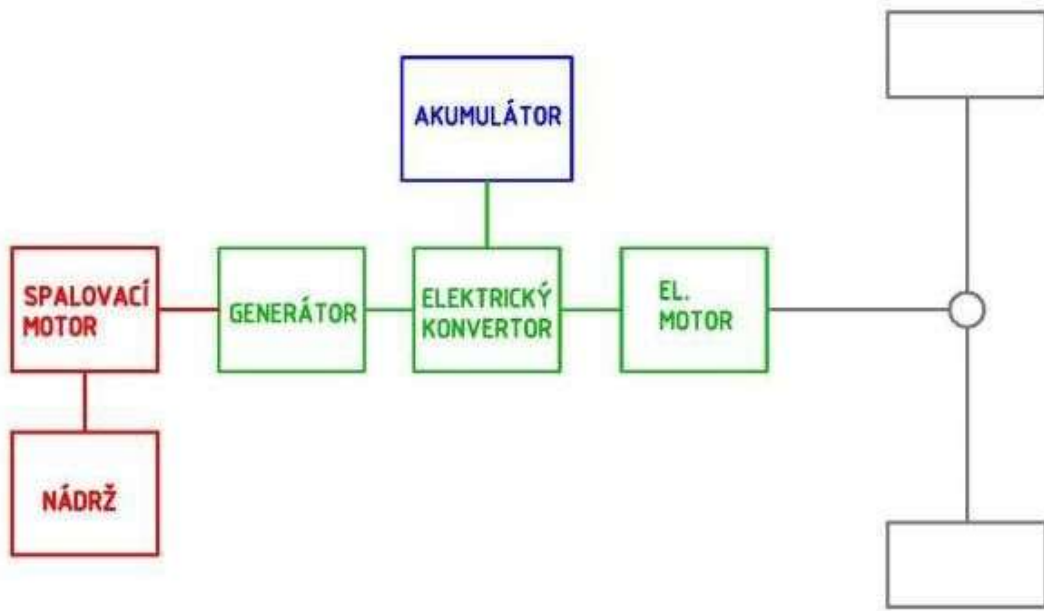 AKUMULÁTOR
SPALOVACÍ
MOTOR
GENERÁTOR
ELEKTRICKÝ
KONVERTOR
EL.
MOTOR
NÁDRŽ